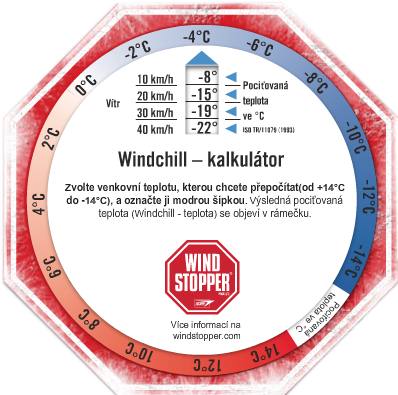 0°C -2°C -4°C -6°C -8°C -10°C -12°C -14°C
Pociťovaná
teplota ve °C
14°C 12°C 10°C 8°C 6°C 4°C 2°C
Vítr
10 km/h -8°
20 km/h -15°
30 km/h -19°
40 km/h -22°
Pociťovaná
teplota
ve °C
ISO TR/11079 (1993)
Windchill – kalkulátor
Zvolte venkovní teplotu, kterou chcete přepočítat(od +14°C
do -14°C), a označte ji modrou šipkou. Výsledná pociťovaná
teplota (Windchill - teplota) se objeví v rámečku.
WIND
STOPPER
Více informací na
windstopper.com